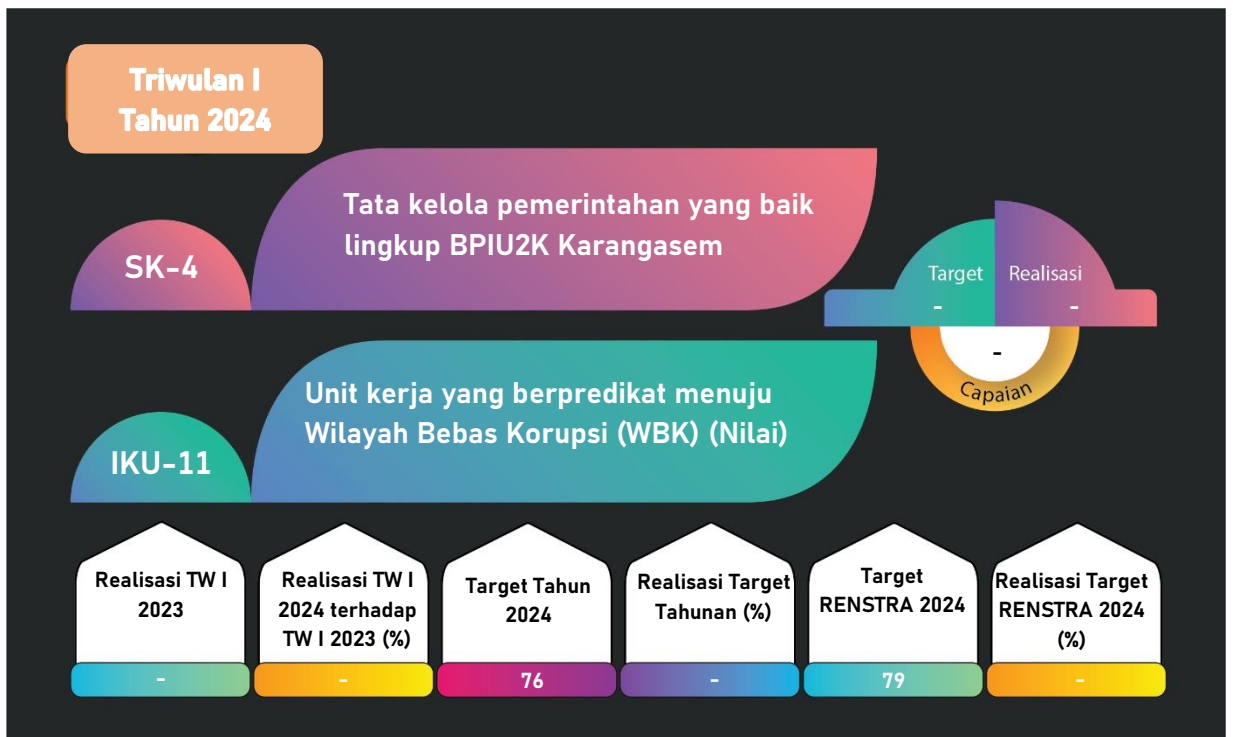 Triwulan I
Tahun 2024
SK-4
Tata kelola pemerintahan yang baik
lingkup BPIU2K Karangasem
Target
Realisasi
-
-
-
Capaian
IKU-11
Unit kerja yang berpredikat menuju
Wilayah Bebas Korupsi (WBK) (Nilai)
Realisasi TW I
2023
-
Realisasi TW I
2024 terhadap
TW I 2023 (%)
-
Target Tahun
2024
76
Realisasi Target
Tahunan (%)
-
Target
RENSTRA 2024
79
Realisasi Target
RENSTRA 2024
(%)
-